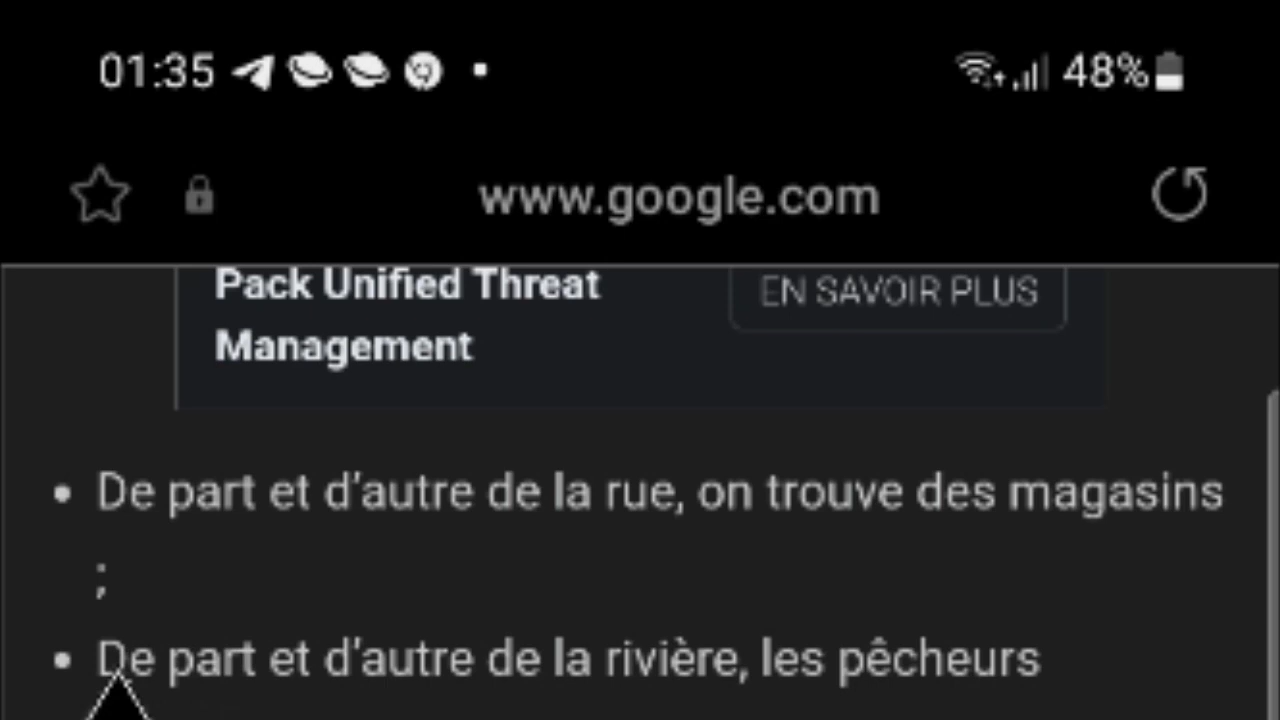 01:35 48%
www.google.com
Pack Unified Threat EN SAVOIR PLUS
Management
• De part et d'autre de la rue, on trouve des magasins
;
• De part et d'autre de la rivière, les pêcheurs